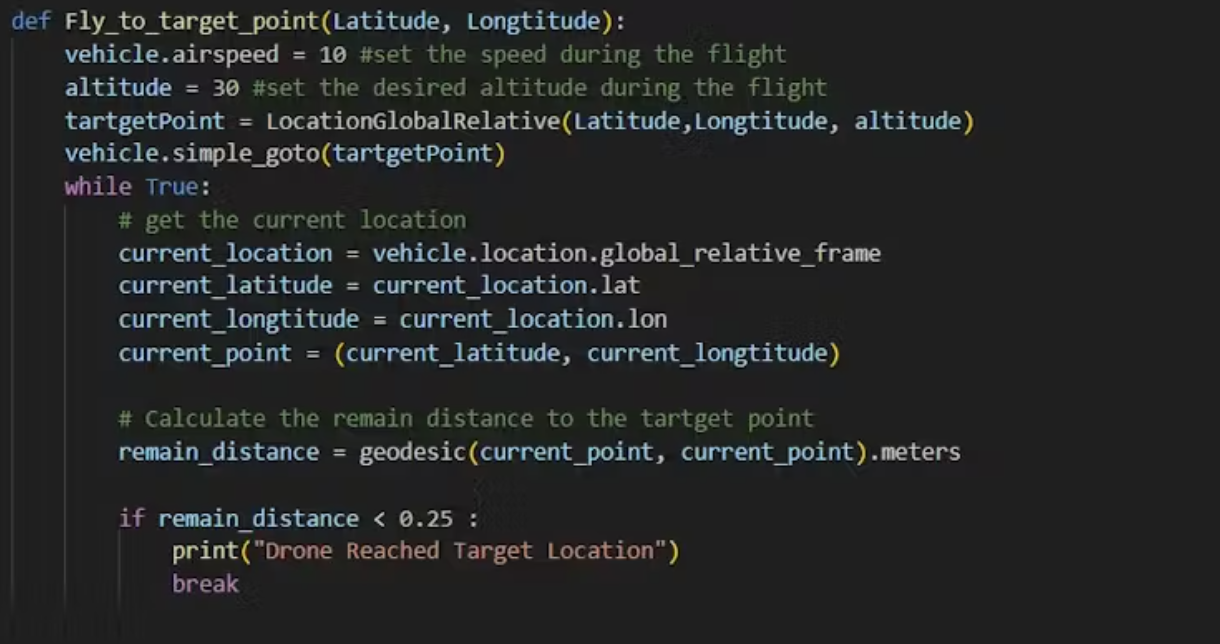 def Fly_to_target_point(Latitude, Longtitude):
    vehicle.airspeed = 10 #set the speed during the flight
    altitude = 30 #set the desired altitude during the flight
    tartgetPoint = LocationGlobalRelative(Latitude,Longtitude, altitude)
    vehicle.simple_goto(tartgetPoint)
    while True:
        # get the current location
        current_location = vehicle.location.global_relative_frame
        current_latitude = current_location.lat
        current_longtitude = current_location.lon
        current_point = (current_latitude, current_longtitude)
        # Calculate the remain distance to the tartget point
        remain_distance = geodesic(current_point, current_point).meters
        if remain_distance < 0.25 :
            print("Drone Reached Target Location")
            break